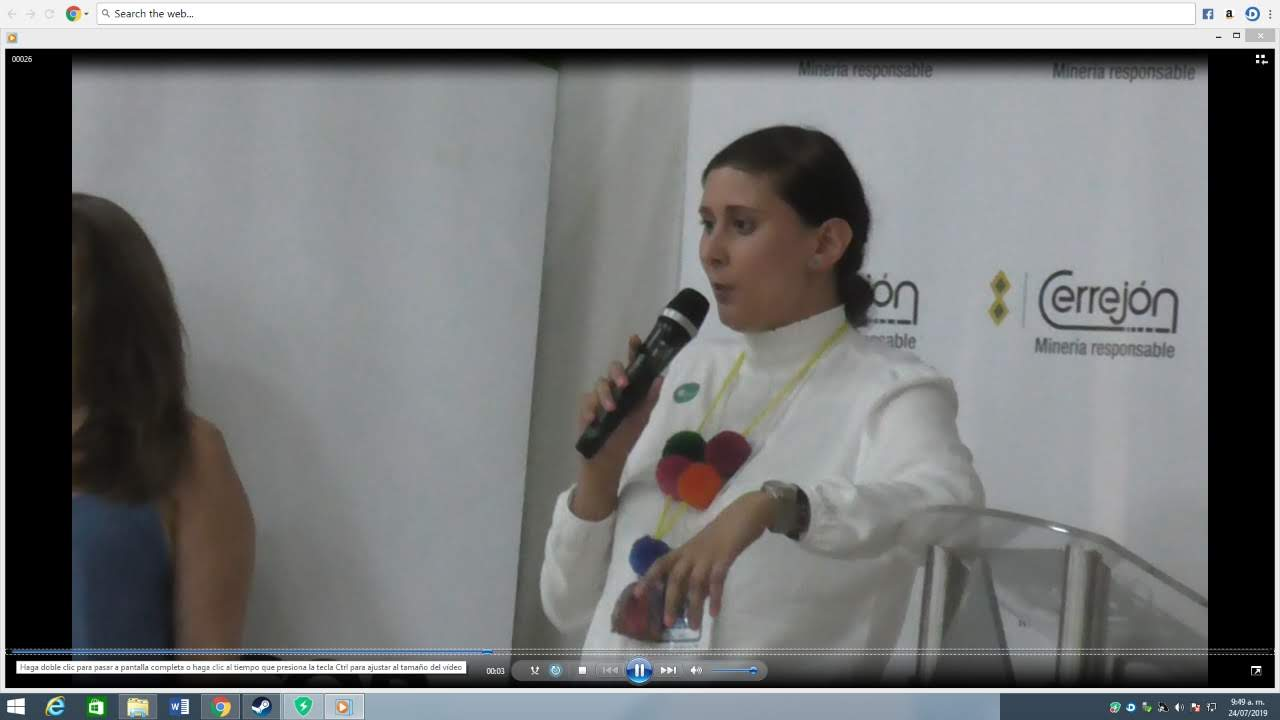 Search the web...
00026
Minería responsable
Minería responsable
jón
Cerrejón
sable
Minería responsable
Haga doble clic para pasar a pantalla completa o haga clic al tiempo que presiona la tecla Ctrl para ajustar al tamaño del vídeo
00:03
9:49 a. m.
24/07/2019